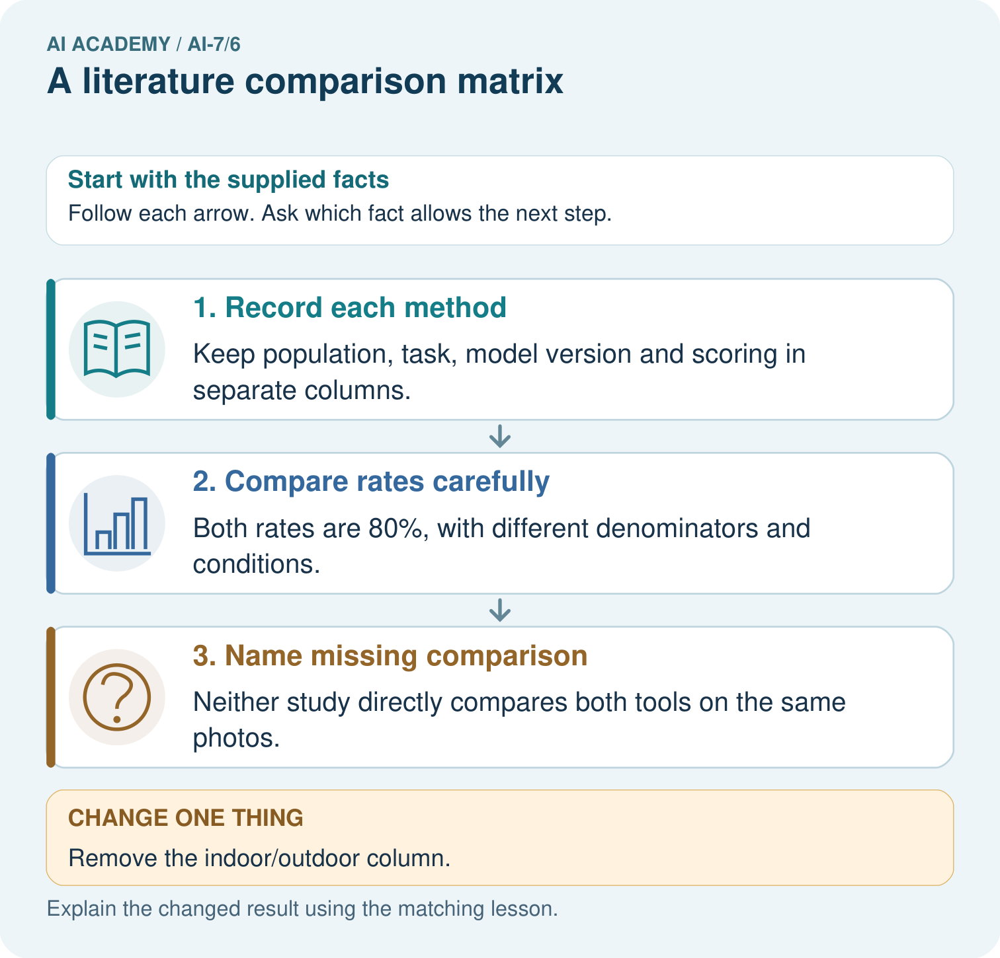 AI ACADEMY / AI-7/6
A literature comparison matrix
Start with the supplied facts
Follow each arrow. Ask which fact allows the next step.
1. Record each method
Keep population, task, model version and scoring in
separate columns.
2. Compare rates carefully
Both rates are 80%, with different denominators and
conditions.
3. Name missing comparison
Neither study directly compares both tools on the same
photos.
CHANGE ONE THING
Remove the indoor/outdoor column.
Explain the changed result using the matching lesson.